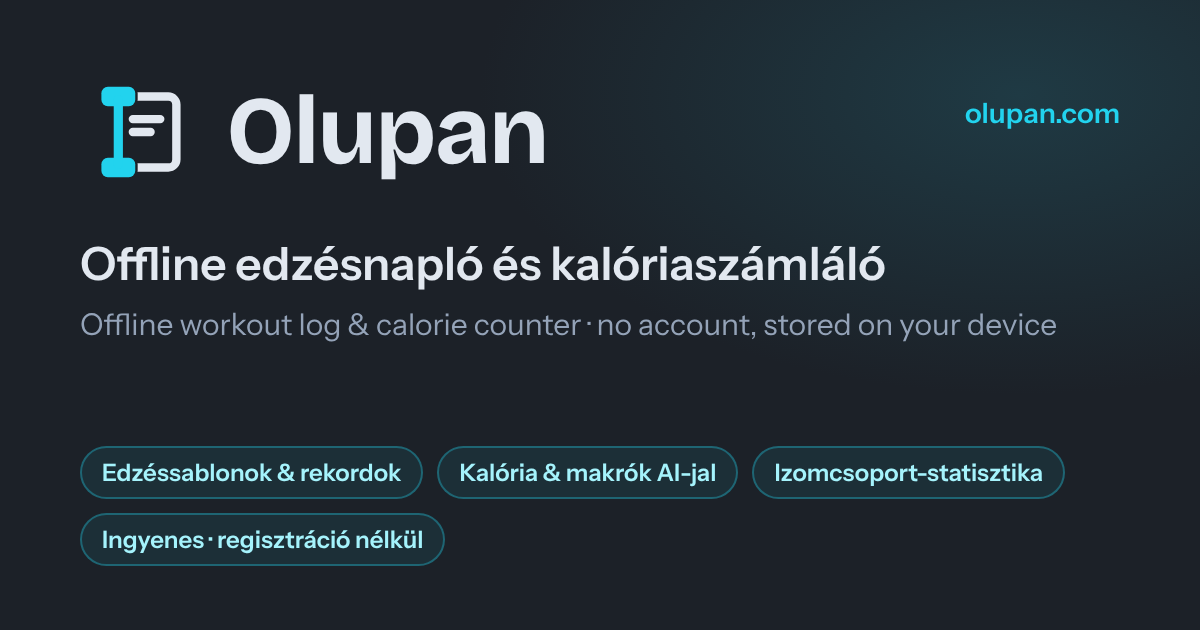 Olupan
olupan.com
Offline edzésnapló és kalóriaszámláló
Offline workout log & calorie counter · no account, stored on your device
Edzéssablonok & rekordok
Kalória & makrók AI-jal
Izomcsoport-statisztika
Ingyenes · regisztráció nélkül